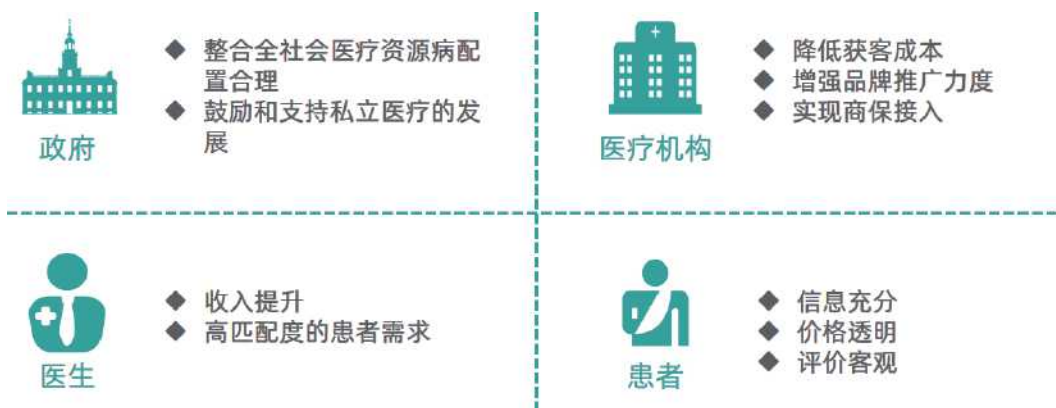 ◆ 整合全社会医疗资源病配
置合理
◆ 鼓励和支持私立医疗的发
展
政府
◆ 降低获客成本
◆ 增强品牌推广力度
◆ 实现商保接入
医疗机构
◆ 收入提升
◆ 高匹配度的患者需求
医生
◆ 信息充分
◆ 价格透明
◆ 评价客观
患者